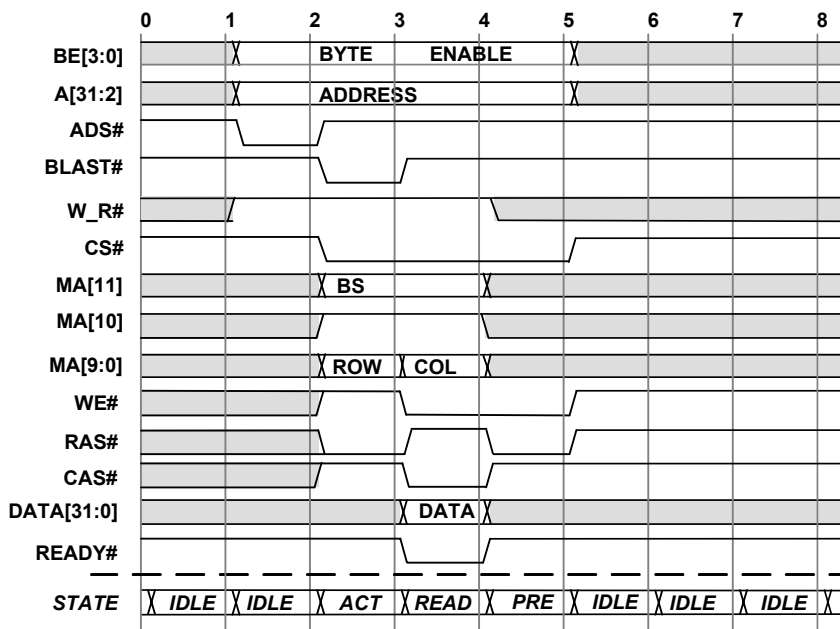 0 1 2 3 4 5 6 7 8
BE[3:0] BYTE ENABLE
A[31:2] ADDRESS
ADS#
BLAST#
W_R#
CS#
MA[11] BS
MA[10]
MA[9:0] ROW COL
WE#
RAS#
CAS#
DATA[31:0] DATA
READY#
STATE IDLE IDLE ACT READ PRE IDLE IDLE IDLE